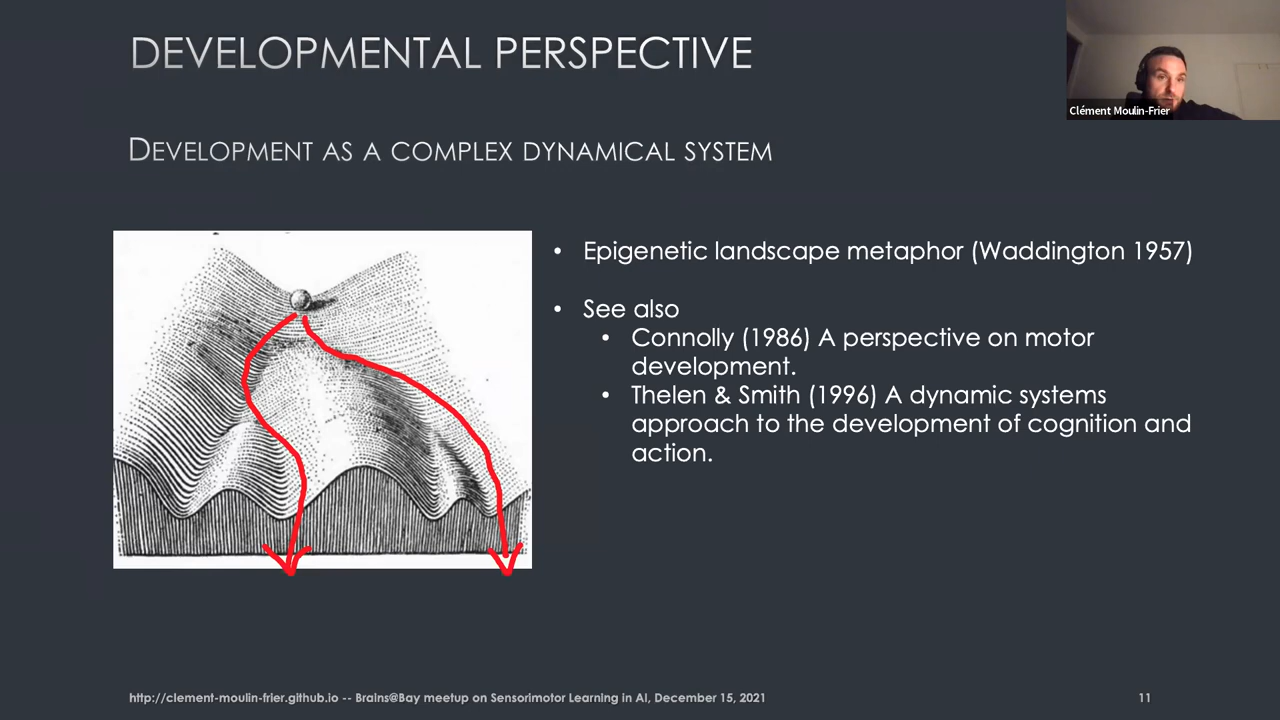 DEVELOPMENTAL PERSPECTIVE
Clément Moulin-Frier
DEVELOPMENT AS A COMPLEX DYNAMICAL SYSTEM
• Epigenetic landscape metaphor (Waddington 1957)
• See also
• Connolly (1986) A perspective on motor
development.
• Thelen & Smith (1996) A dynamic systems
approach to the development of cognition and
action.
http://clement-moulin-frier.github.io -- Brains@Bay meetup on Sensorimotor Learning in AI, December 15, 2021
11